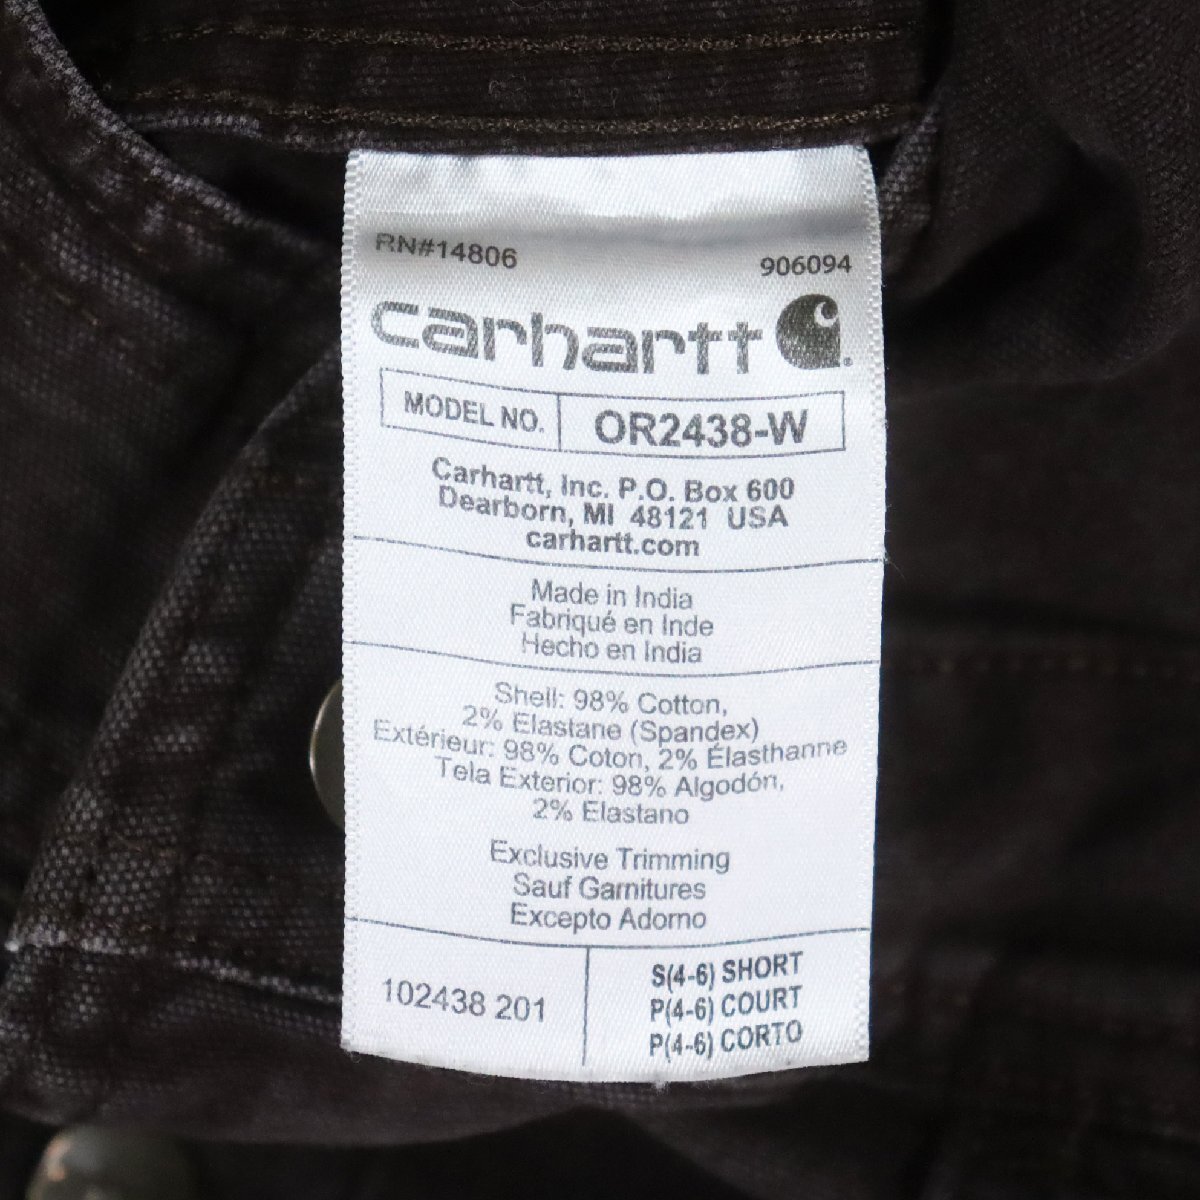 RN#14806
906094
carhartt
MODEL NO. OR2438-W
Carhartt, Inc. P.O. Box 600
Dearborn, MI 48121 USA
carhartt.com
Made in India
Fabriqué en Inde
Hecho en India
Shell: 98% Cotton,
2% Elastane (Spandex)
Extérieur: 98% Coton, 2% Élasthanne
Tela Exterior: 98% Algodón,
2% Elastano
Exclusive Trimming
Sauf Garnitures
Excepto Adorno
102438 201
S(4-6) SHORT
P(4-6) COURT
P(4-6) CORTO